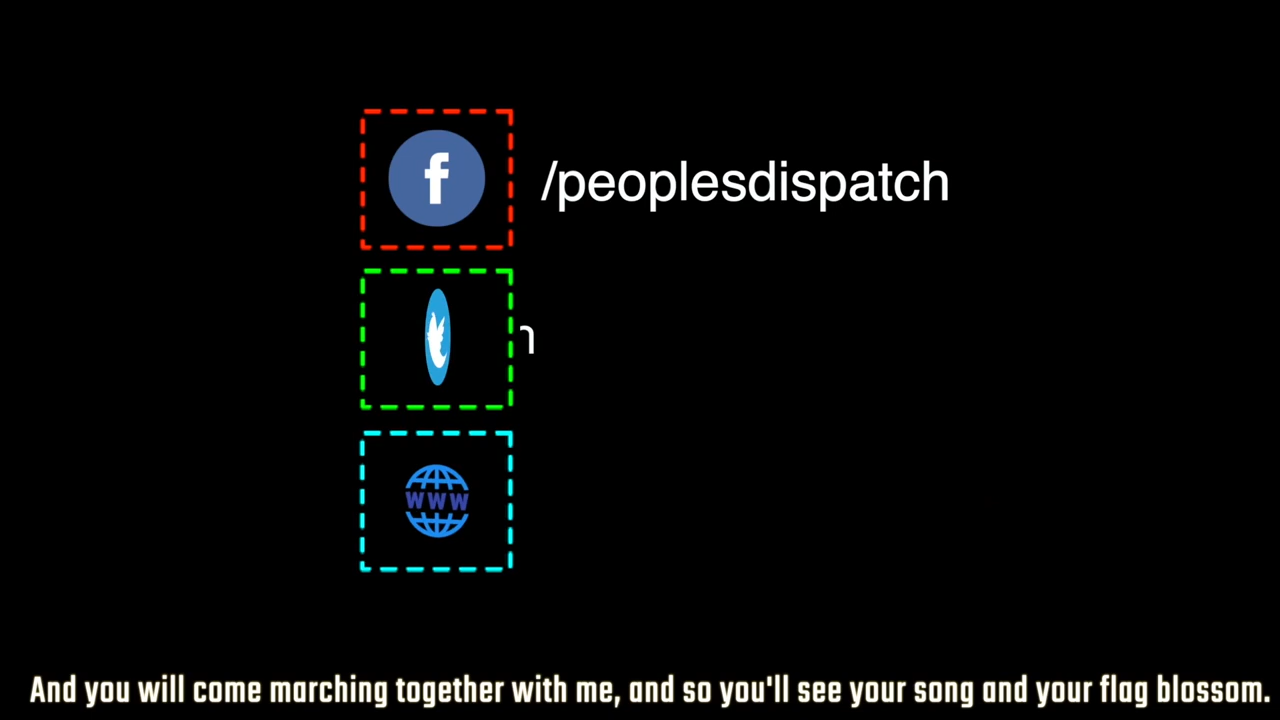 f
/peoplesdispatch
WWW
And you will come marching together with me, and so you'll see your song and your flag blossom.